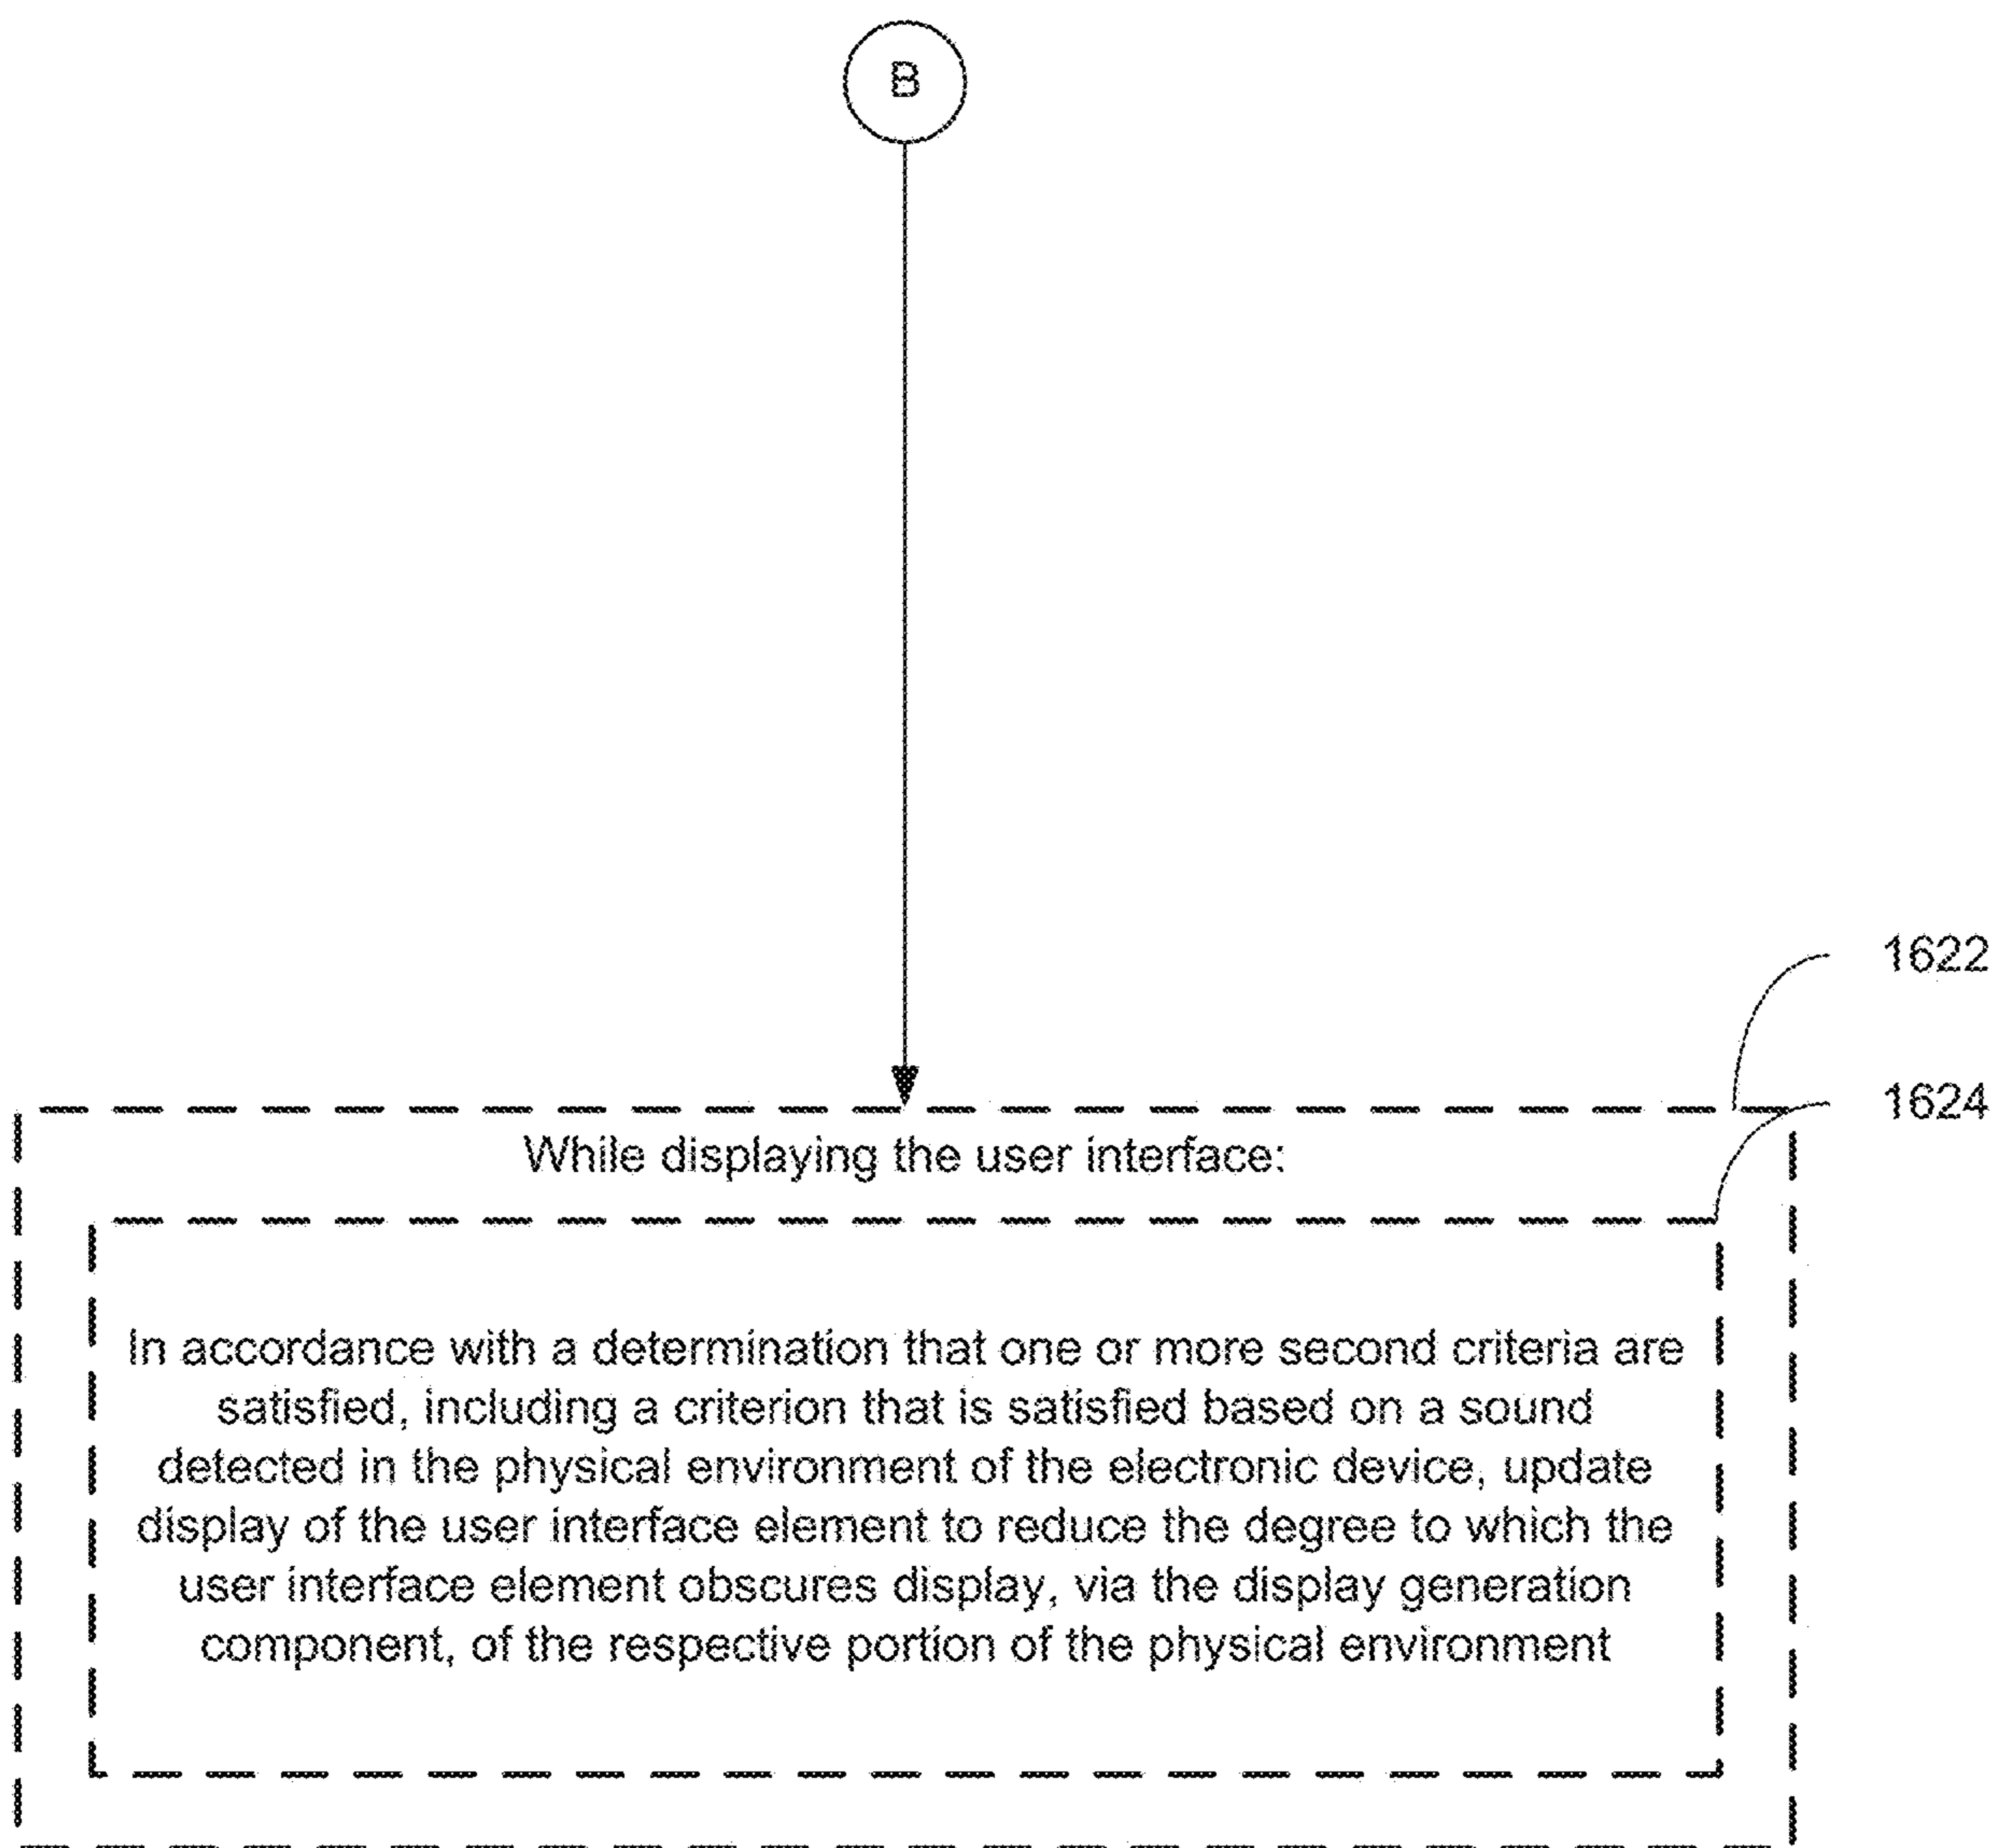 B
1622
1624
While displaying the user interface:
In accordance with a determination that one or more second criteria are
satisfied, including a criterion that is satisfied based on a sound
detected in the physical environment of the electronic device, update
display of the user interface element to reduce the degree to which the
user interface element obscures display, via the display generation
component, of the respective portion of the physical environment